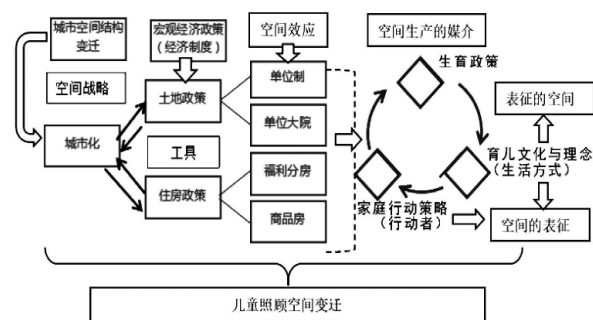 城市空间结构
变迁
宏观经济政策
（经济制度）
空间效应
空间生产的媒介
生育政策
空间战略
土地政策
单位制
表征的空间
城市化
单位大院
工具
育儿文化与理念
（生活方式）
福利分房
住房政策
家庭行动策略
（行动者）
商品房
空间的表征
儿童照顾空间变迁